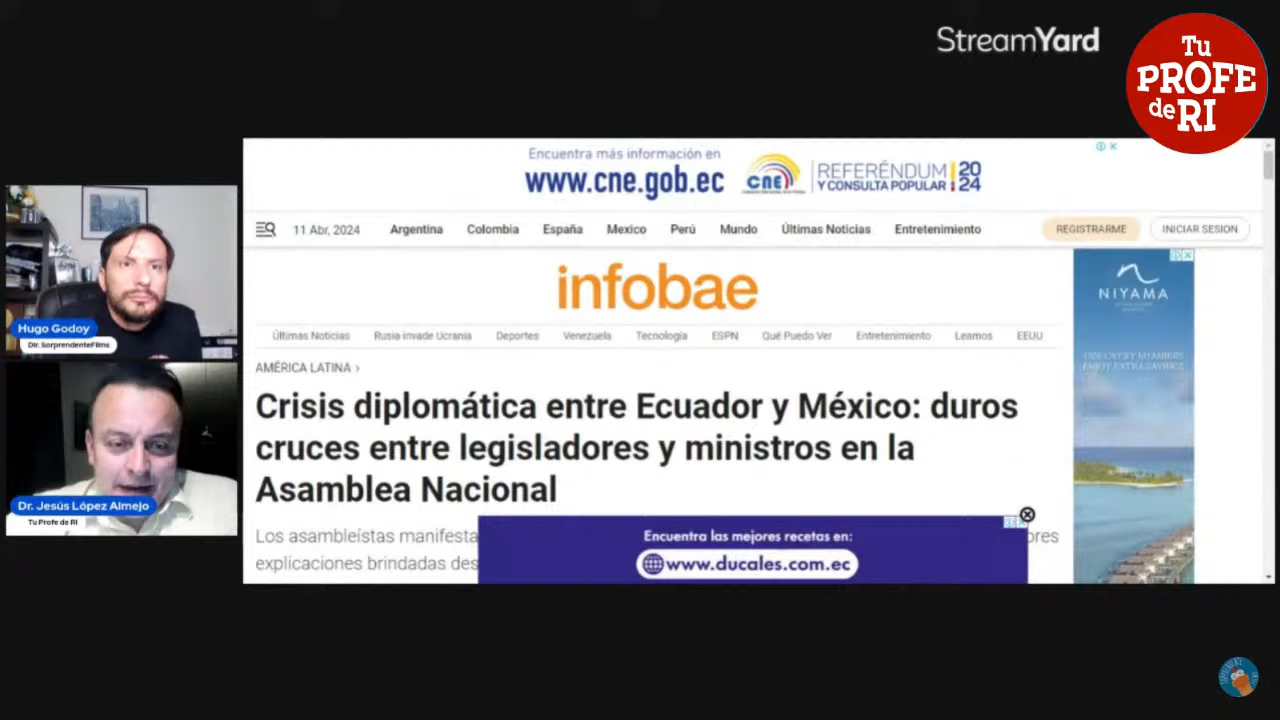 StreamYard
Tu
PROFE
de RI
Encuentra más información en
www.cne.gob.ec
cne
REFERÉNDUM
Y CONSULTA POPULAR
20
24
11 Abr, 2024
Argentina
Colombia
España
Mexico
Perú
Mundo
Últimas Noticias
Entretenimiento
REGISTRARME
INICIAR SESION
infobae
Últimas Noticias
Rusia invade Ucrania
Deportes
Venezuela
Tecnología
ESPN
Qué Puedo Ver
Entretenimiento
Leamos
EEUU
NIYAMA
AMÉRICA LATINA >
Crisis diplomática entre Ecuador y México: duros
cruces entre legisladores y ministros en la
Asamblea Nacional
Los asambleístas manifesta
ores
explicaciones brindadas des
Encuentra las mejores recetas en:
www.ducales.com.ec
Hugo Godoy
Dir. SorprendenteFilms
Dr. Jesús López Almejo
Tu Profe de RI